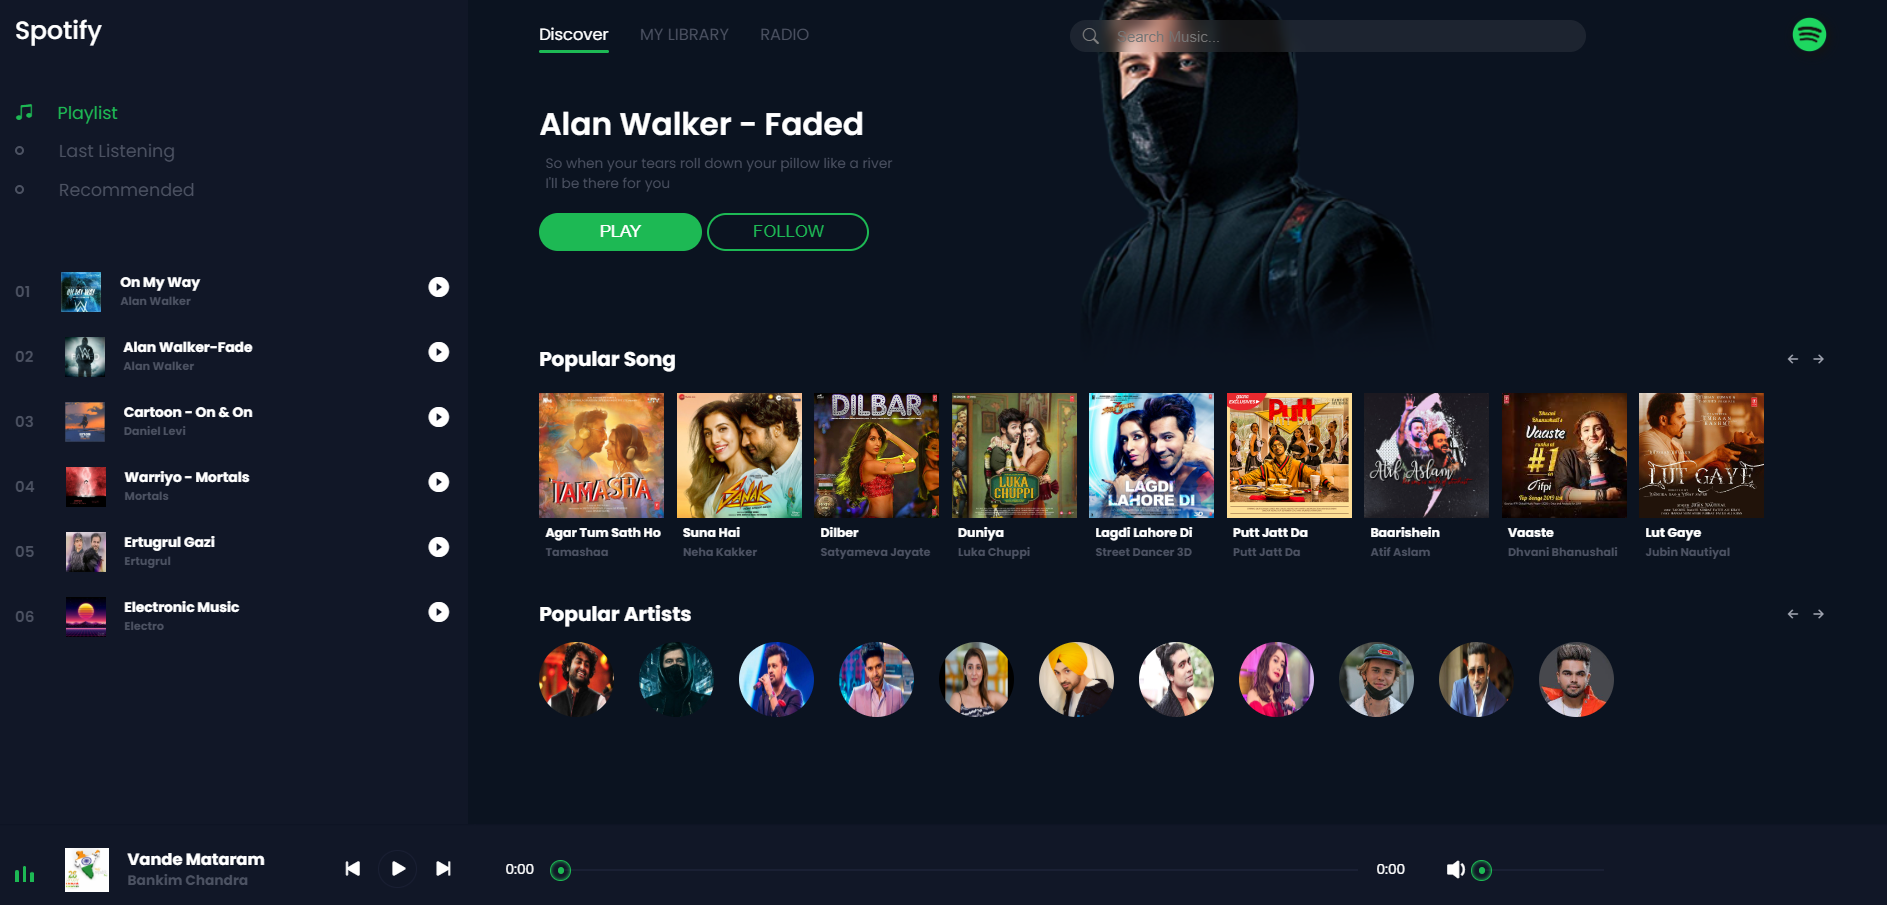 Spotify
Discover
MY LIBRARY
RADIO
Search Music...
Playlist
Last Listening
Recommended
Alan Walker - Faded
So when your tears roll down your pillow like a river
I'll be there for you
PLAY
FOLLOW
01
On My Way
Alan Walker
02
Alan Walker-Fade
Alan Walker
03
Cartoon - On & On
Daniel Levi
04
Warriyo - Mortals
Mortals
05
Ertugrul Gazi
Ertugrul
06
Electronic Music
Electro
Popular Song
TAMASHA
SANAK
DILBAR
LUKA
CHUPPI
LAGDI
LAHORE DI
Putt
Atif Aslam
Vaaste
#1
LUT GAYE
Agar Tum Sath Ho
Tamashaa
Suna Hai
Neha Kakker
Dilber
Satyameva Jayate
Duniya
Luka Chuppi
Lagdi Lahore Di
Street Dancer 3D
Putt Jatt Da
Putt Jatt Da
Baarishein
Atif Aslam
Vaaste
Dhvani Bhanushali
Lut Gaye
Jubin Nautiyal
Popular Artists
Vande Mataram
Bankim Chandra
0:00
0:00